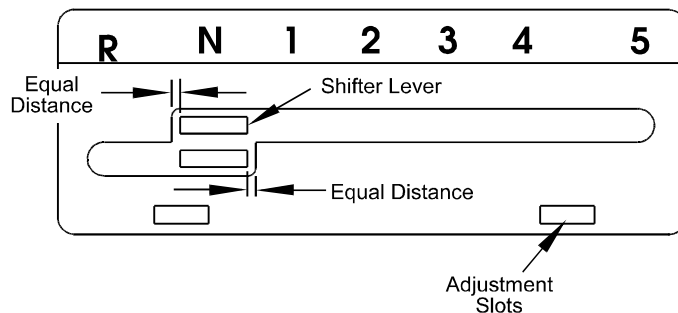 R N 1 2 3 4 5
Equal
Distance
Shifter Lever
Equal Distance
Adjustment
Slots